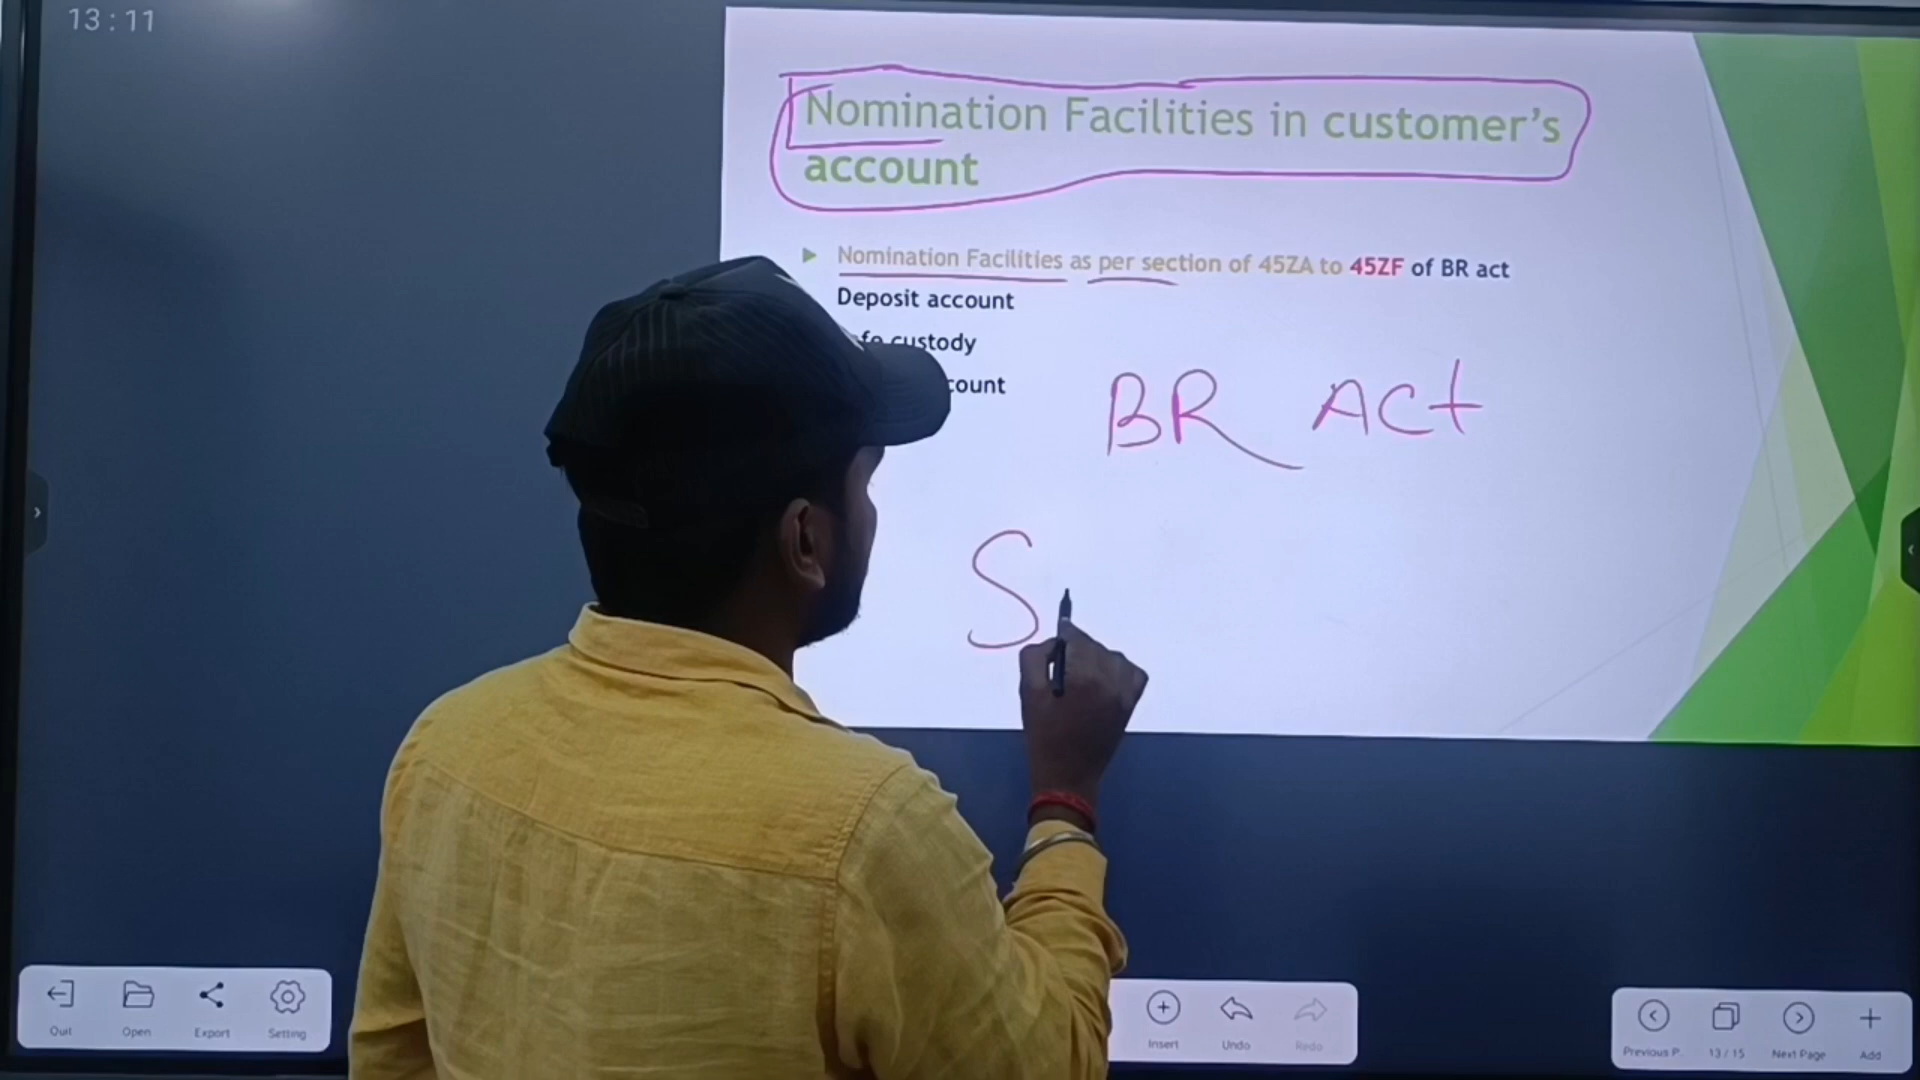 13:11
Nomination Facilities in customer's
account
Nomination Facilities as per section of 45ZA to 45ZF of BR act
Deposit account
custody
BR ACt
S
Quit Open Export Setting
Insert Undo Redo
Previous P. 13/15 Next Page Add